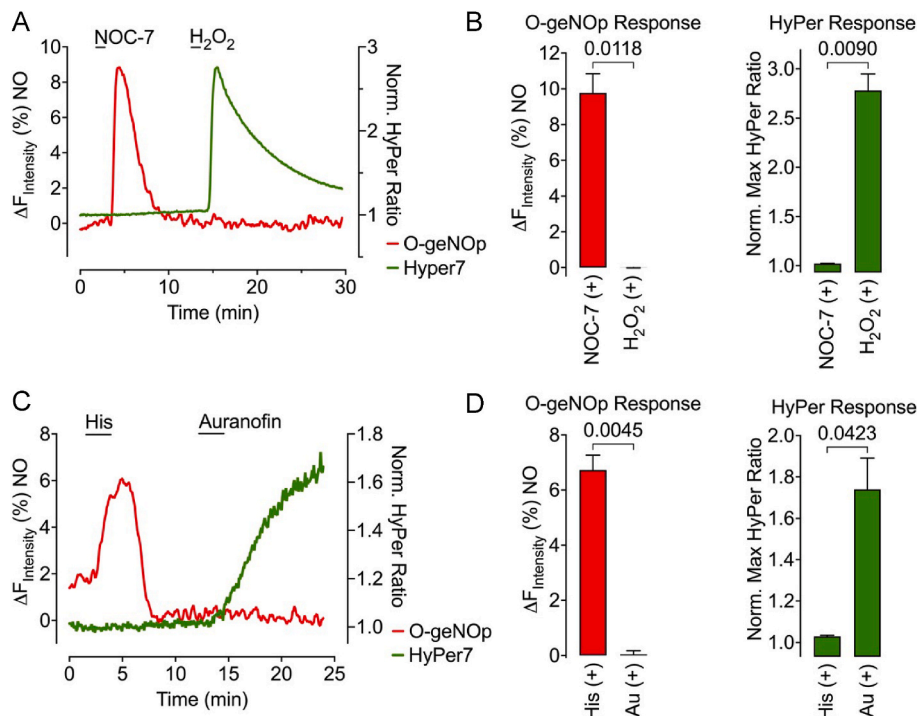 A
NOC-7
H2O2
ΔFIntensity (%) NO
10
8
6
4
2
0
Norm. HyPer Ratio
3
2
1
O-geNOp
Hyper7
0
10
20
30
Time (min)
B
O-geNOp Response
0.0118
ΔFIntensity (%) NO
12
10
8
6
4
2
0
NOC-7 (+)
H2O2 (+)
HyPer Response
0.0090
Norm. Max HyPer Ratio
3.0
2.5
2.0
1.5
1.0
NOC-7 (+)
H2O2 (+)
C
His
Auranofin
ΔFIntensity (%) NO
8
6
4
2
0
Norm. HyPer Ratio
1.8
1.6
1.4
1.2
1.0
O-geNOp
HyPer7
0
5
10
15
20
25
Time (min)
D
O-geNOp Response
0.0045
ΔFIntensity (%) NO
8
6
4
2
0
His (+)
Au (+)
HyPer Response
0.0423
Norm. Max HyPer Ratio
2.0
1.8
1.6
1.4
1.2
1.0
His (+)
Au (+)